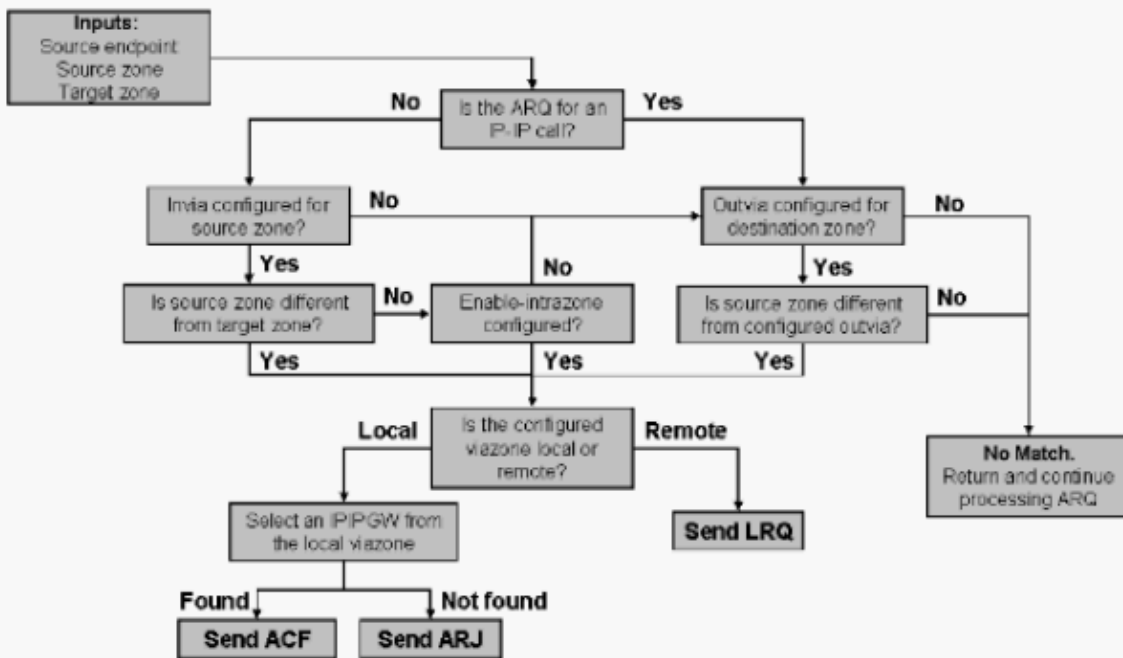 Inputs:
Source endpoint
Source zone
Target zone
No
Is the ARQ for an
IP-IP call?
Yes
Invia configured for
source zone?
No
Outvia configured for
destination zone?
No
Yes
No
Yes
Is source zone different
from target zone?
No
Enable-intrazone
configured?
Is source zone different
from configured outvia?
No
Yes
Yes
Yes
Local
Is the configured
viazone local or
remote?
Remote
No Match.
Return and continue
processing ARQ
Select an IPIPGW from
the local viazone
Send LRQ
Found
Not found
Send ACF
Send ARJ